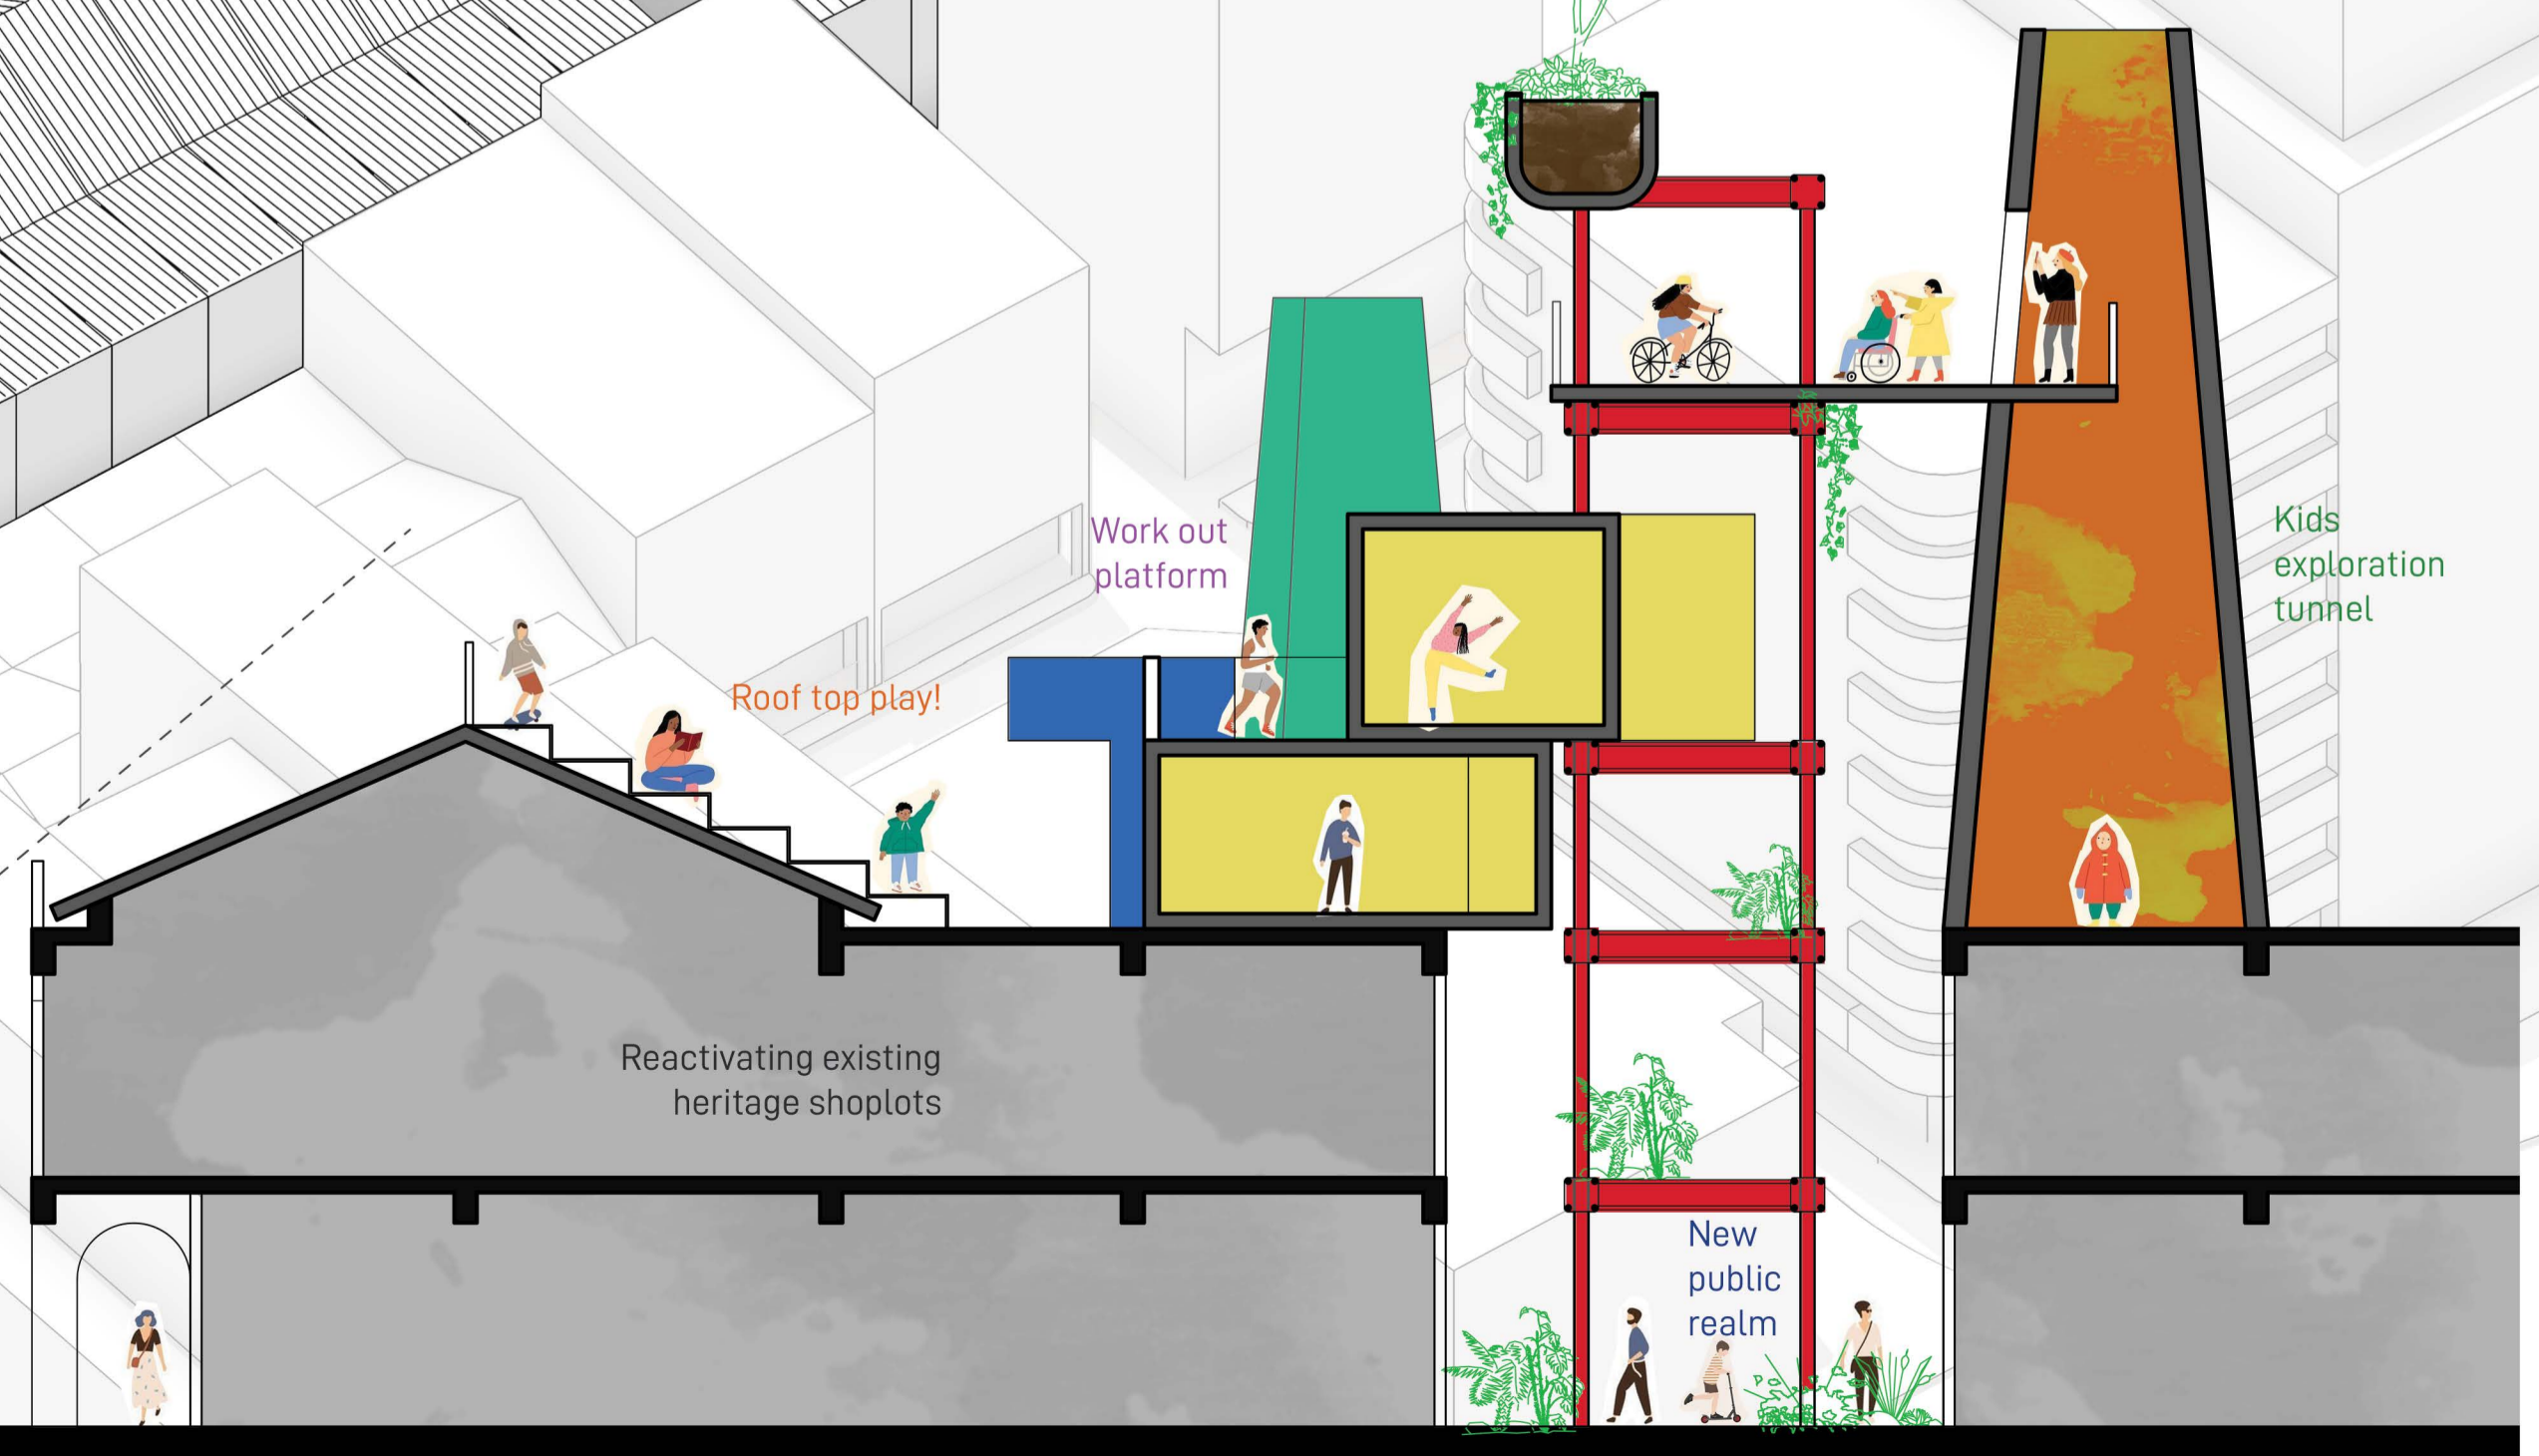 Work out
platform
Kids
exploration
tunnel
Roof top play!
Reactivating existing
heritage shoplots
New
public
realm